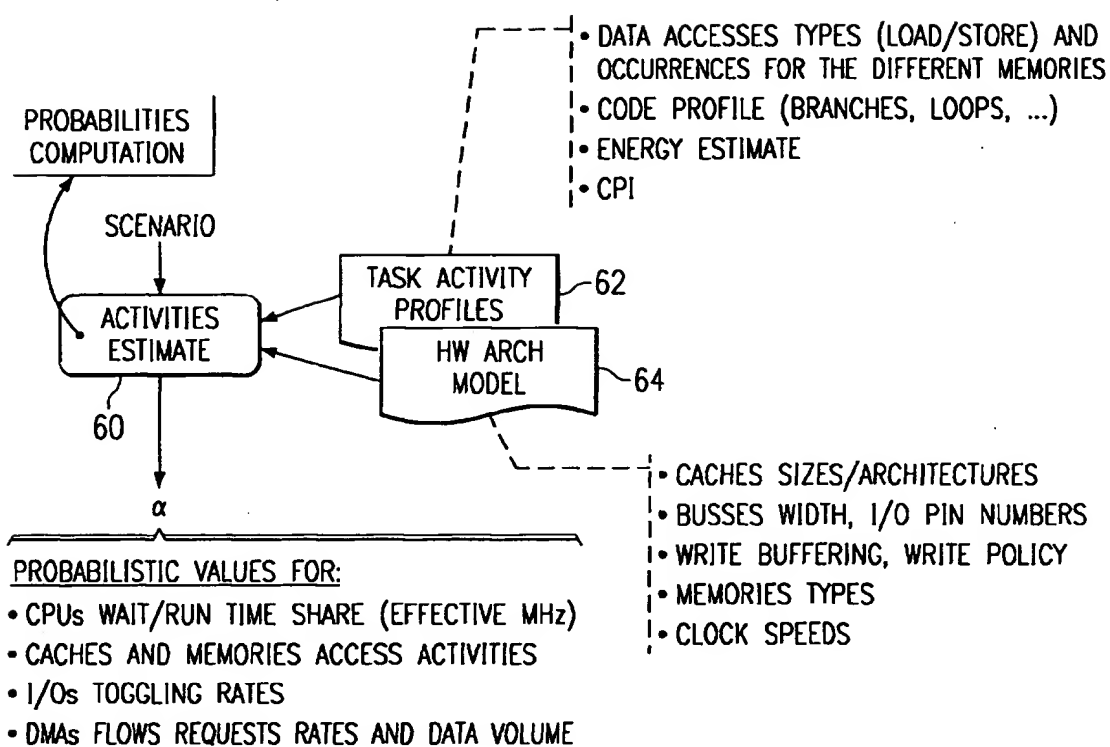 • DATA ACCESSES TYPES (LOAD/STORE) AND
OCCURRENCES FOR THE DIFFERENT MEMORIES
• CODE PROFILE (BRANCHES, LOOPS, ...)
• ENERGY ESTIMATE
• CPI
PROBABILITIES
COMPUTATION
SCENARIO
ACTIVITIES
ESTIMATE
60
TASK ACTIVITY
PROFILES
62
HW ARCH
MODEL
64
• CACHES SIZES/ARCHITECTURES
• BUSSES WIDTH, I/O PIN NUMBERS
• WRITE BUFFERING, WRITE POLICY
• MEMORIES TYPES
• CLOCK SPEEDS
α
PROBABILISTIC VALUES FOR:
• CPUs WAIT/RUN TIME SHARE (EFFECTIVE MHz)
• CACHES AND MEMORIES ACCESS ACTIVITIES
• I/Os TOGGLING RATES
• DMAs FLOWS REQUESTS RATES AND DATA VOLUME